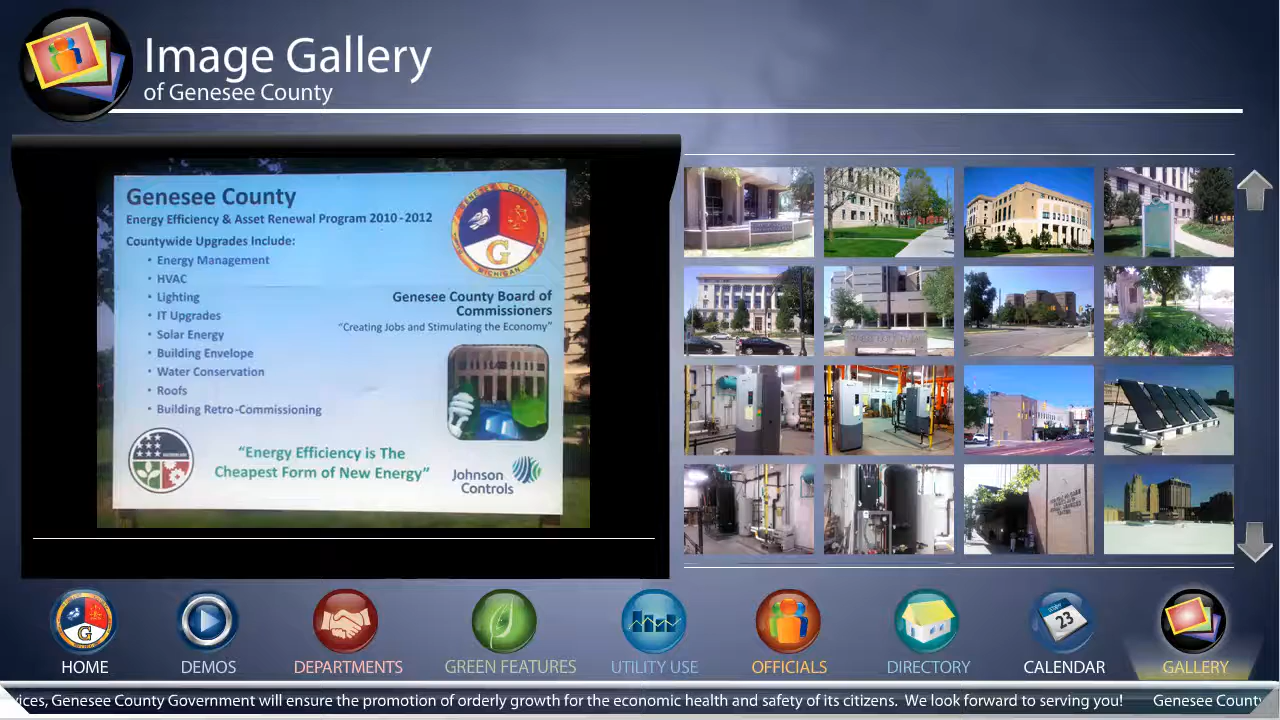 Image Gallery
of Genesee County
Genesee County
Energy Efficiency & Asset Renewal Program 2010-2012
Countywide Upgrades Include:
• Energy Management
• HVAC
• Lighting
• IT Upgrades
• Solar Energy
• Building Envelope
• Water Conservation
• Roofs
• Building Retro-Commissioning
GENESEE COUNTY
G
MICHIGAN
Genesee County Board of
Commissioners
"Creating Jobs and Stimulating the Economy"
"Energy Efficiency is The
Cheapest Form of New Energy"
Johnson
Controls
G
23
HOME
DEMOS
DEPARTMENTS
GREEN FEATURES
UTILITY USE
OFFICIALS
DIRECTORY
CALENDAR
GALLERY
vices, Genesee County Government will ensure the promotion of orderly growth for the economic health and safety of its citizens. We look forward to serving you! Genesee County